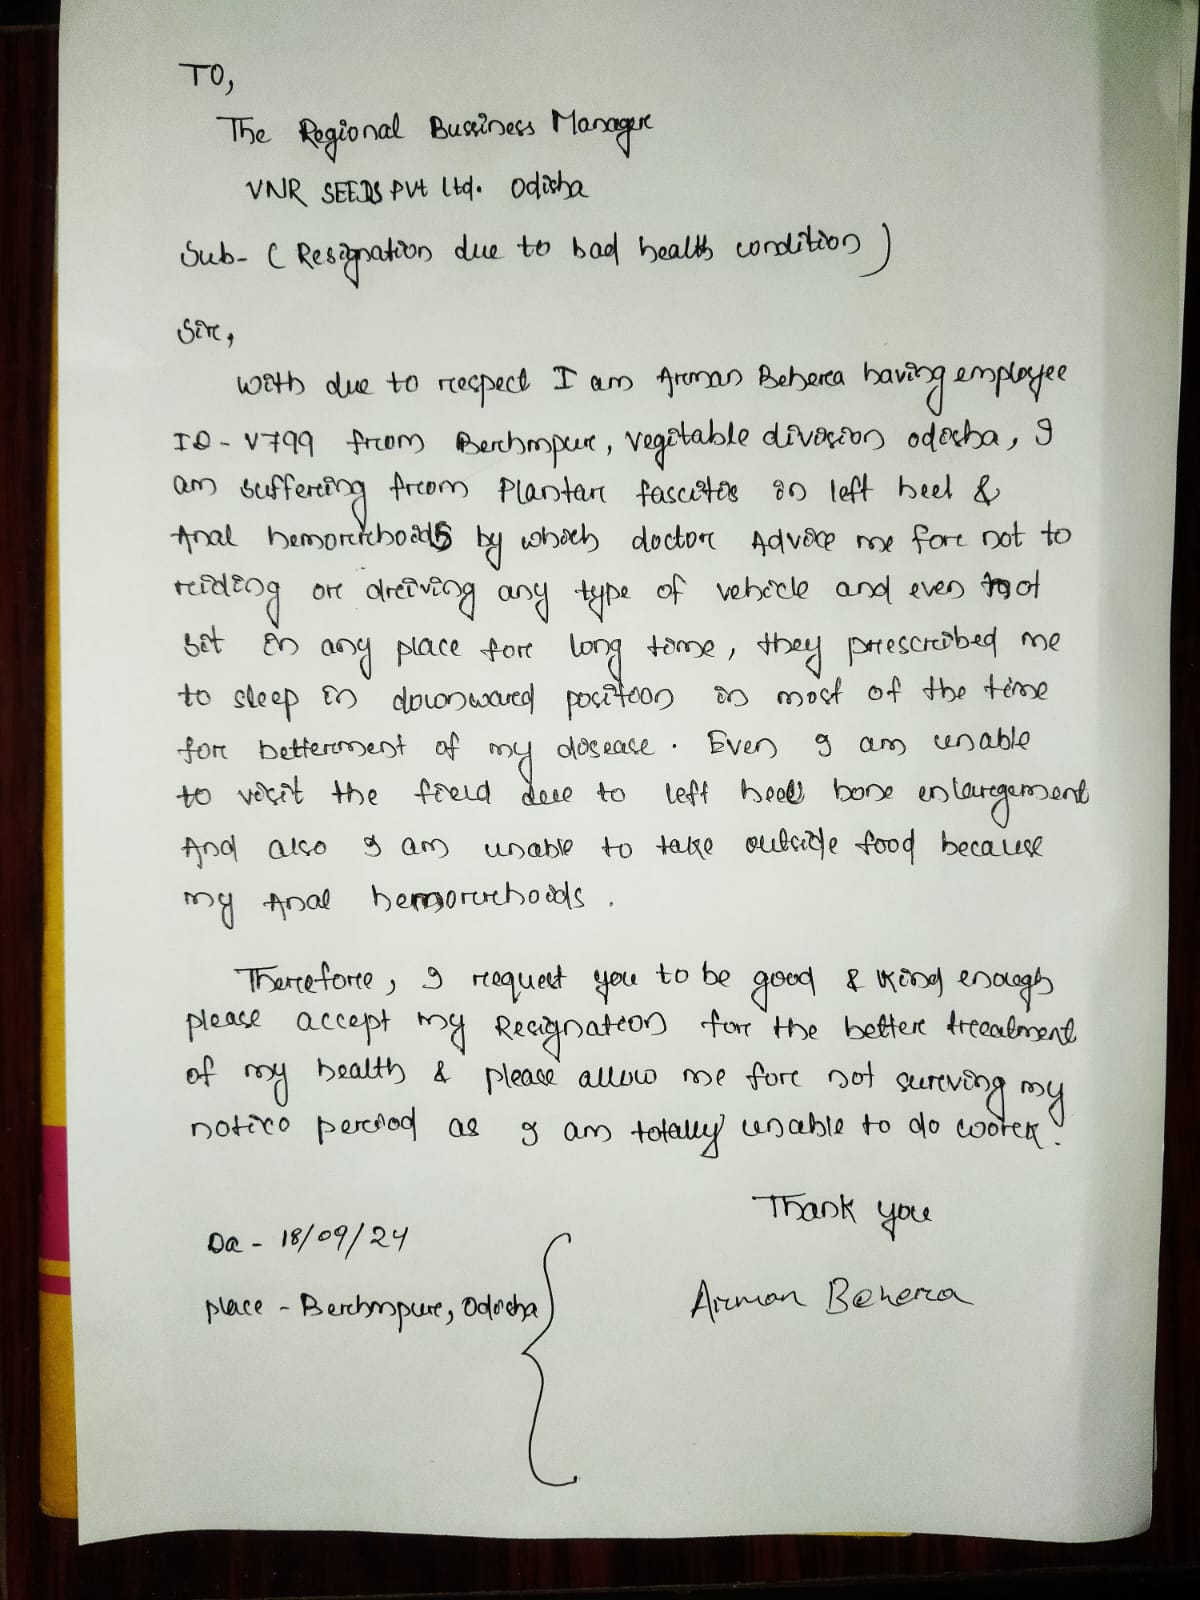 TO,
The Regional Bussiness Manager
VNR SEEDS PVt Ltd. Odisha
Sub- ( Resignation due to bad health condition )
Sir,
With due to respect I am Arman Behera having employee
ID - V799 from Berhmpur, vegitable division odisha, I
am suffering from Plantar fascitis in left heel &
Anal hemorrhoids by which doctor Advice me for not to
riding or driving any type of vehicle and even not
sit in any place for long time, they prescribed me
to sleep in downward position in most of the time
for betterment of my disease. Even I am unable
to visit the field due to left heel bone enlargement
And also I am unable to take outside food because
my Anal hemorrhoids.
Therefore, I request you to be good & kind enough
please accept my Resignation for the better treatment
of my health & please allow me for not surving my
notice period as I am totally unable to do work.
Thank you
Da - 18/09/24
place - Berhmpur, Odisha
Arman Behera